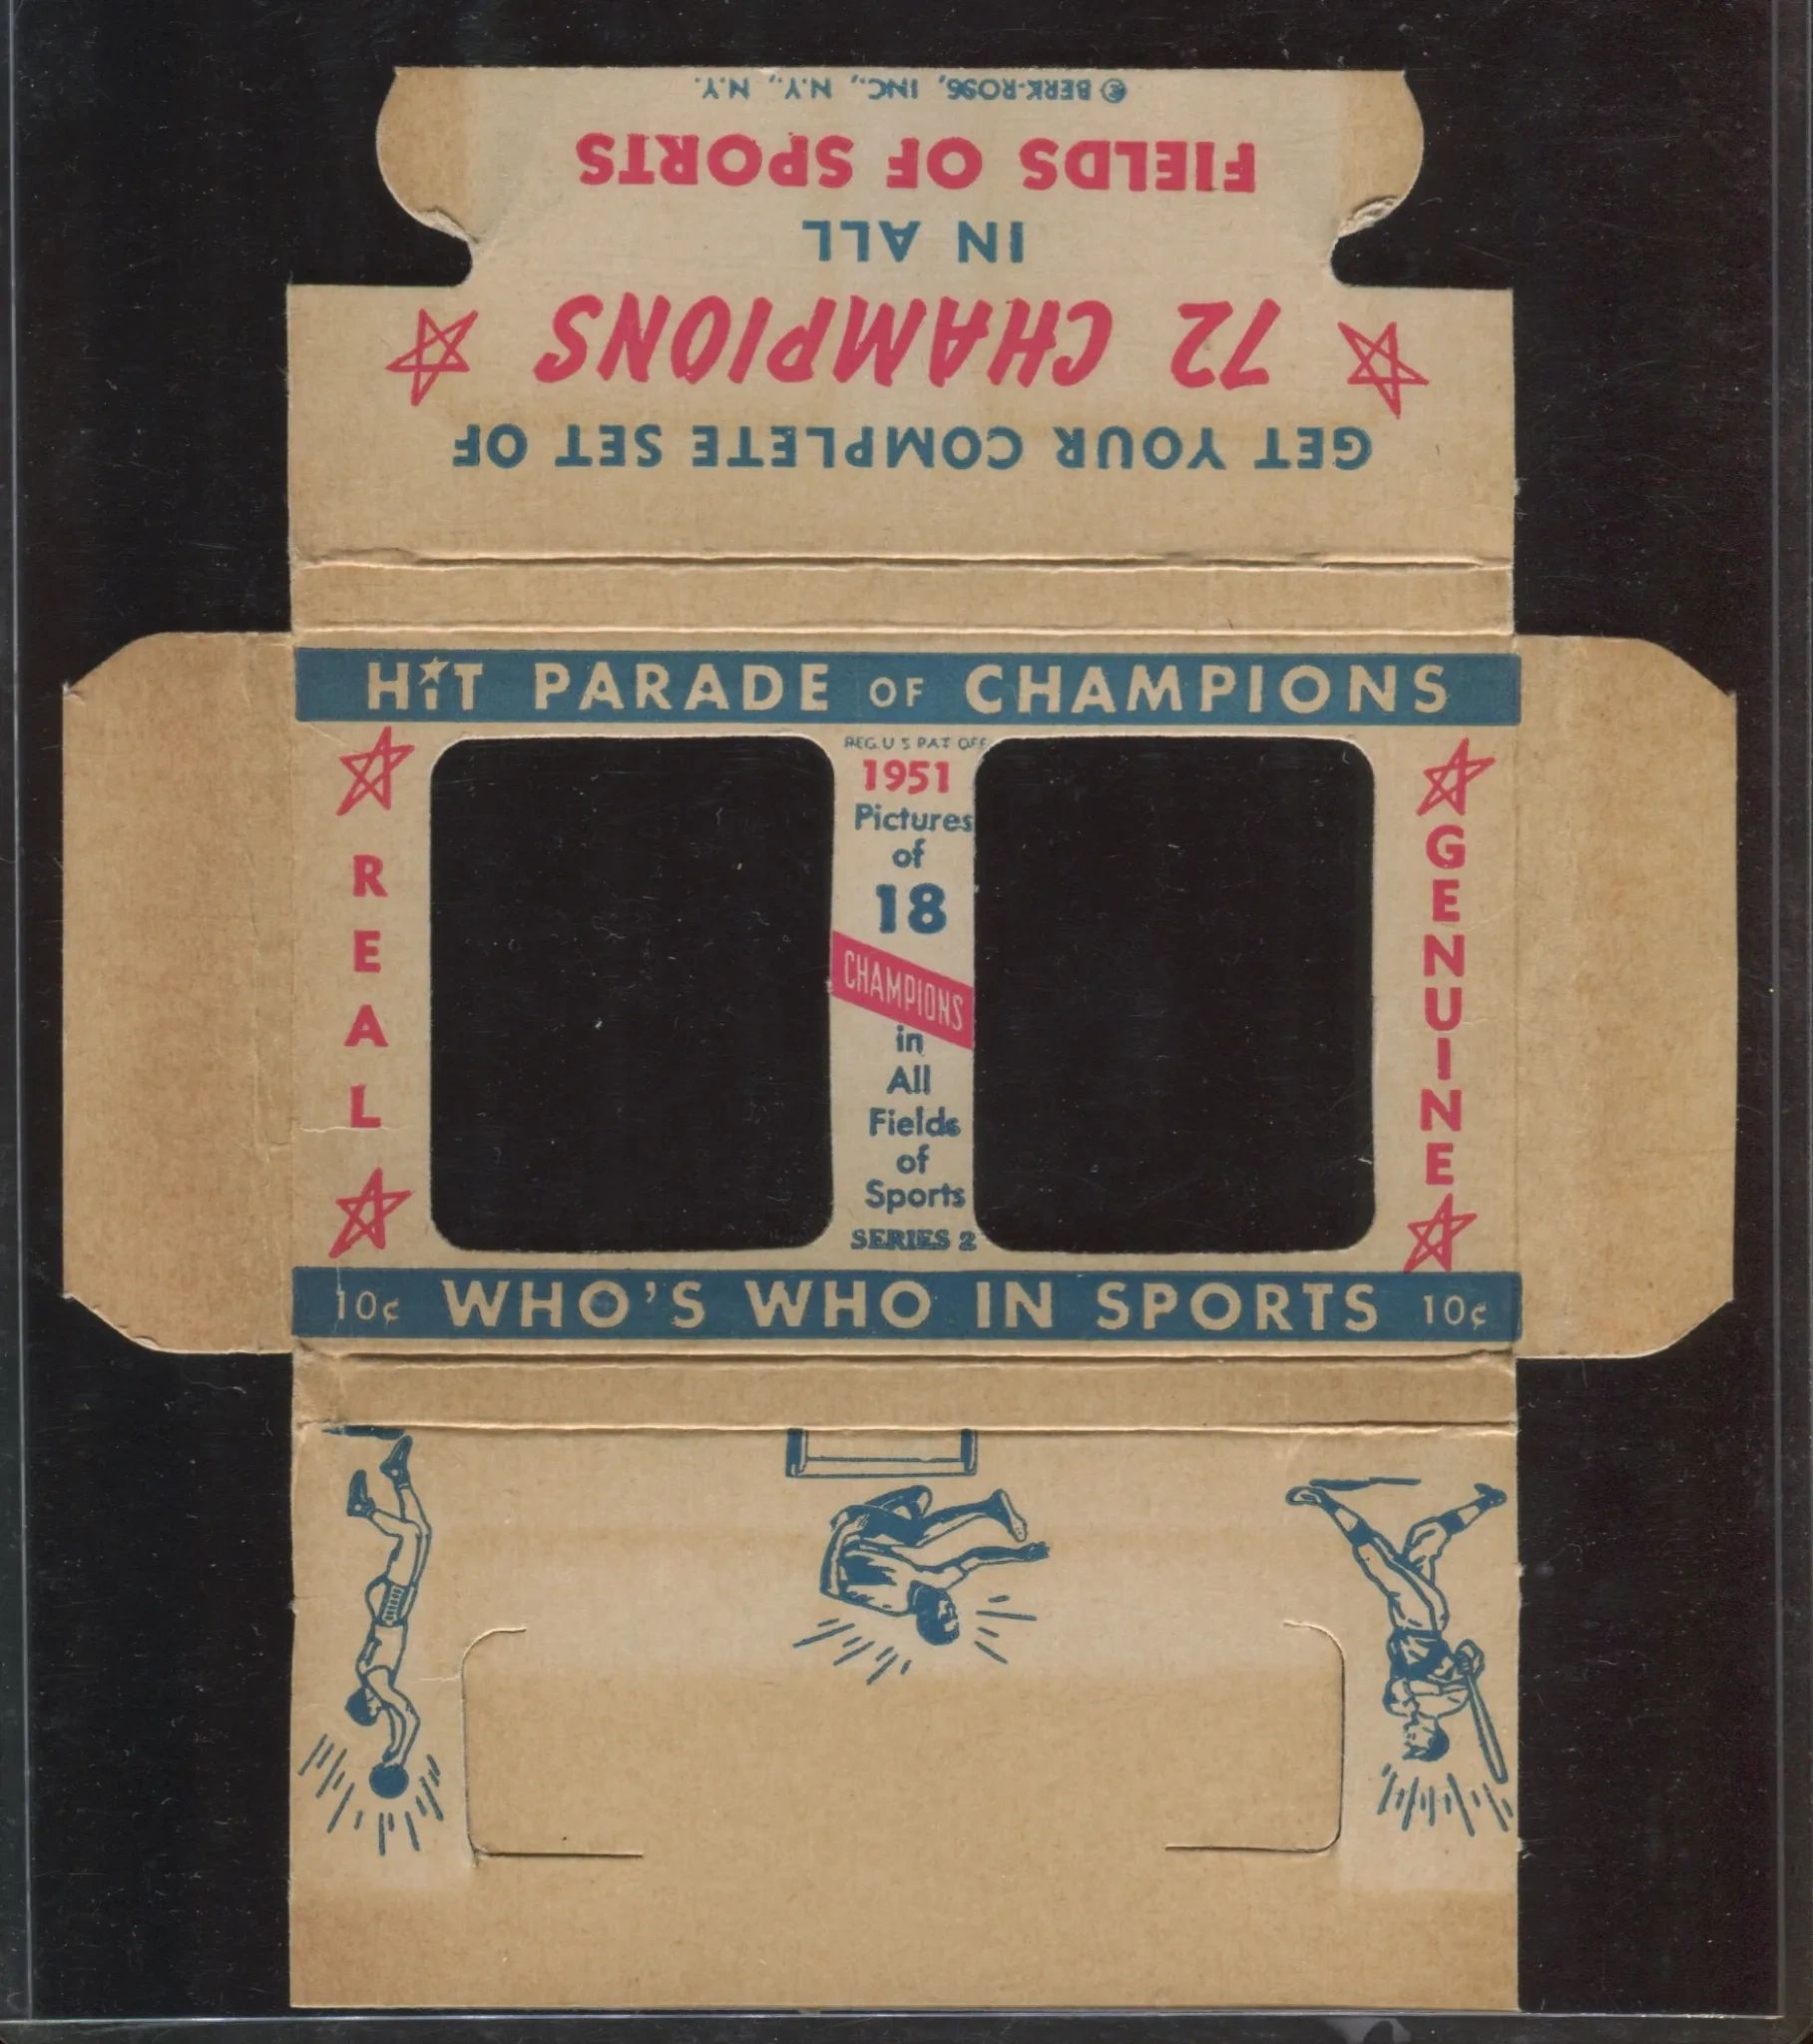 GET YOUR COMPLETE SET OF
72 CHAMPIONS
IN ALL
FIELDS OF SPORTS
© BERK-ROSS, INC., N.Y., N.Y.
HIT PARADE OF CHAMPIONS
REG. U S PAT OFF
1951
Pictures
of
18
CHAMPIONS
in
All
Fields
of
Sports
SERIES 2
REAL
GENUINE
10¢ WHO'S WHO IN SPORTS 10¢